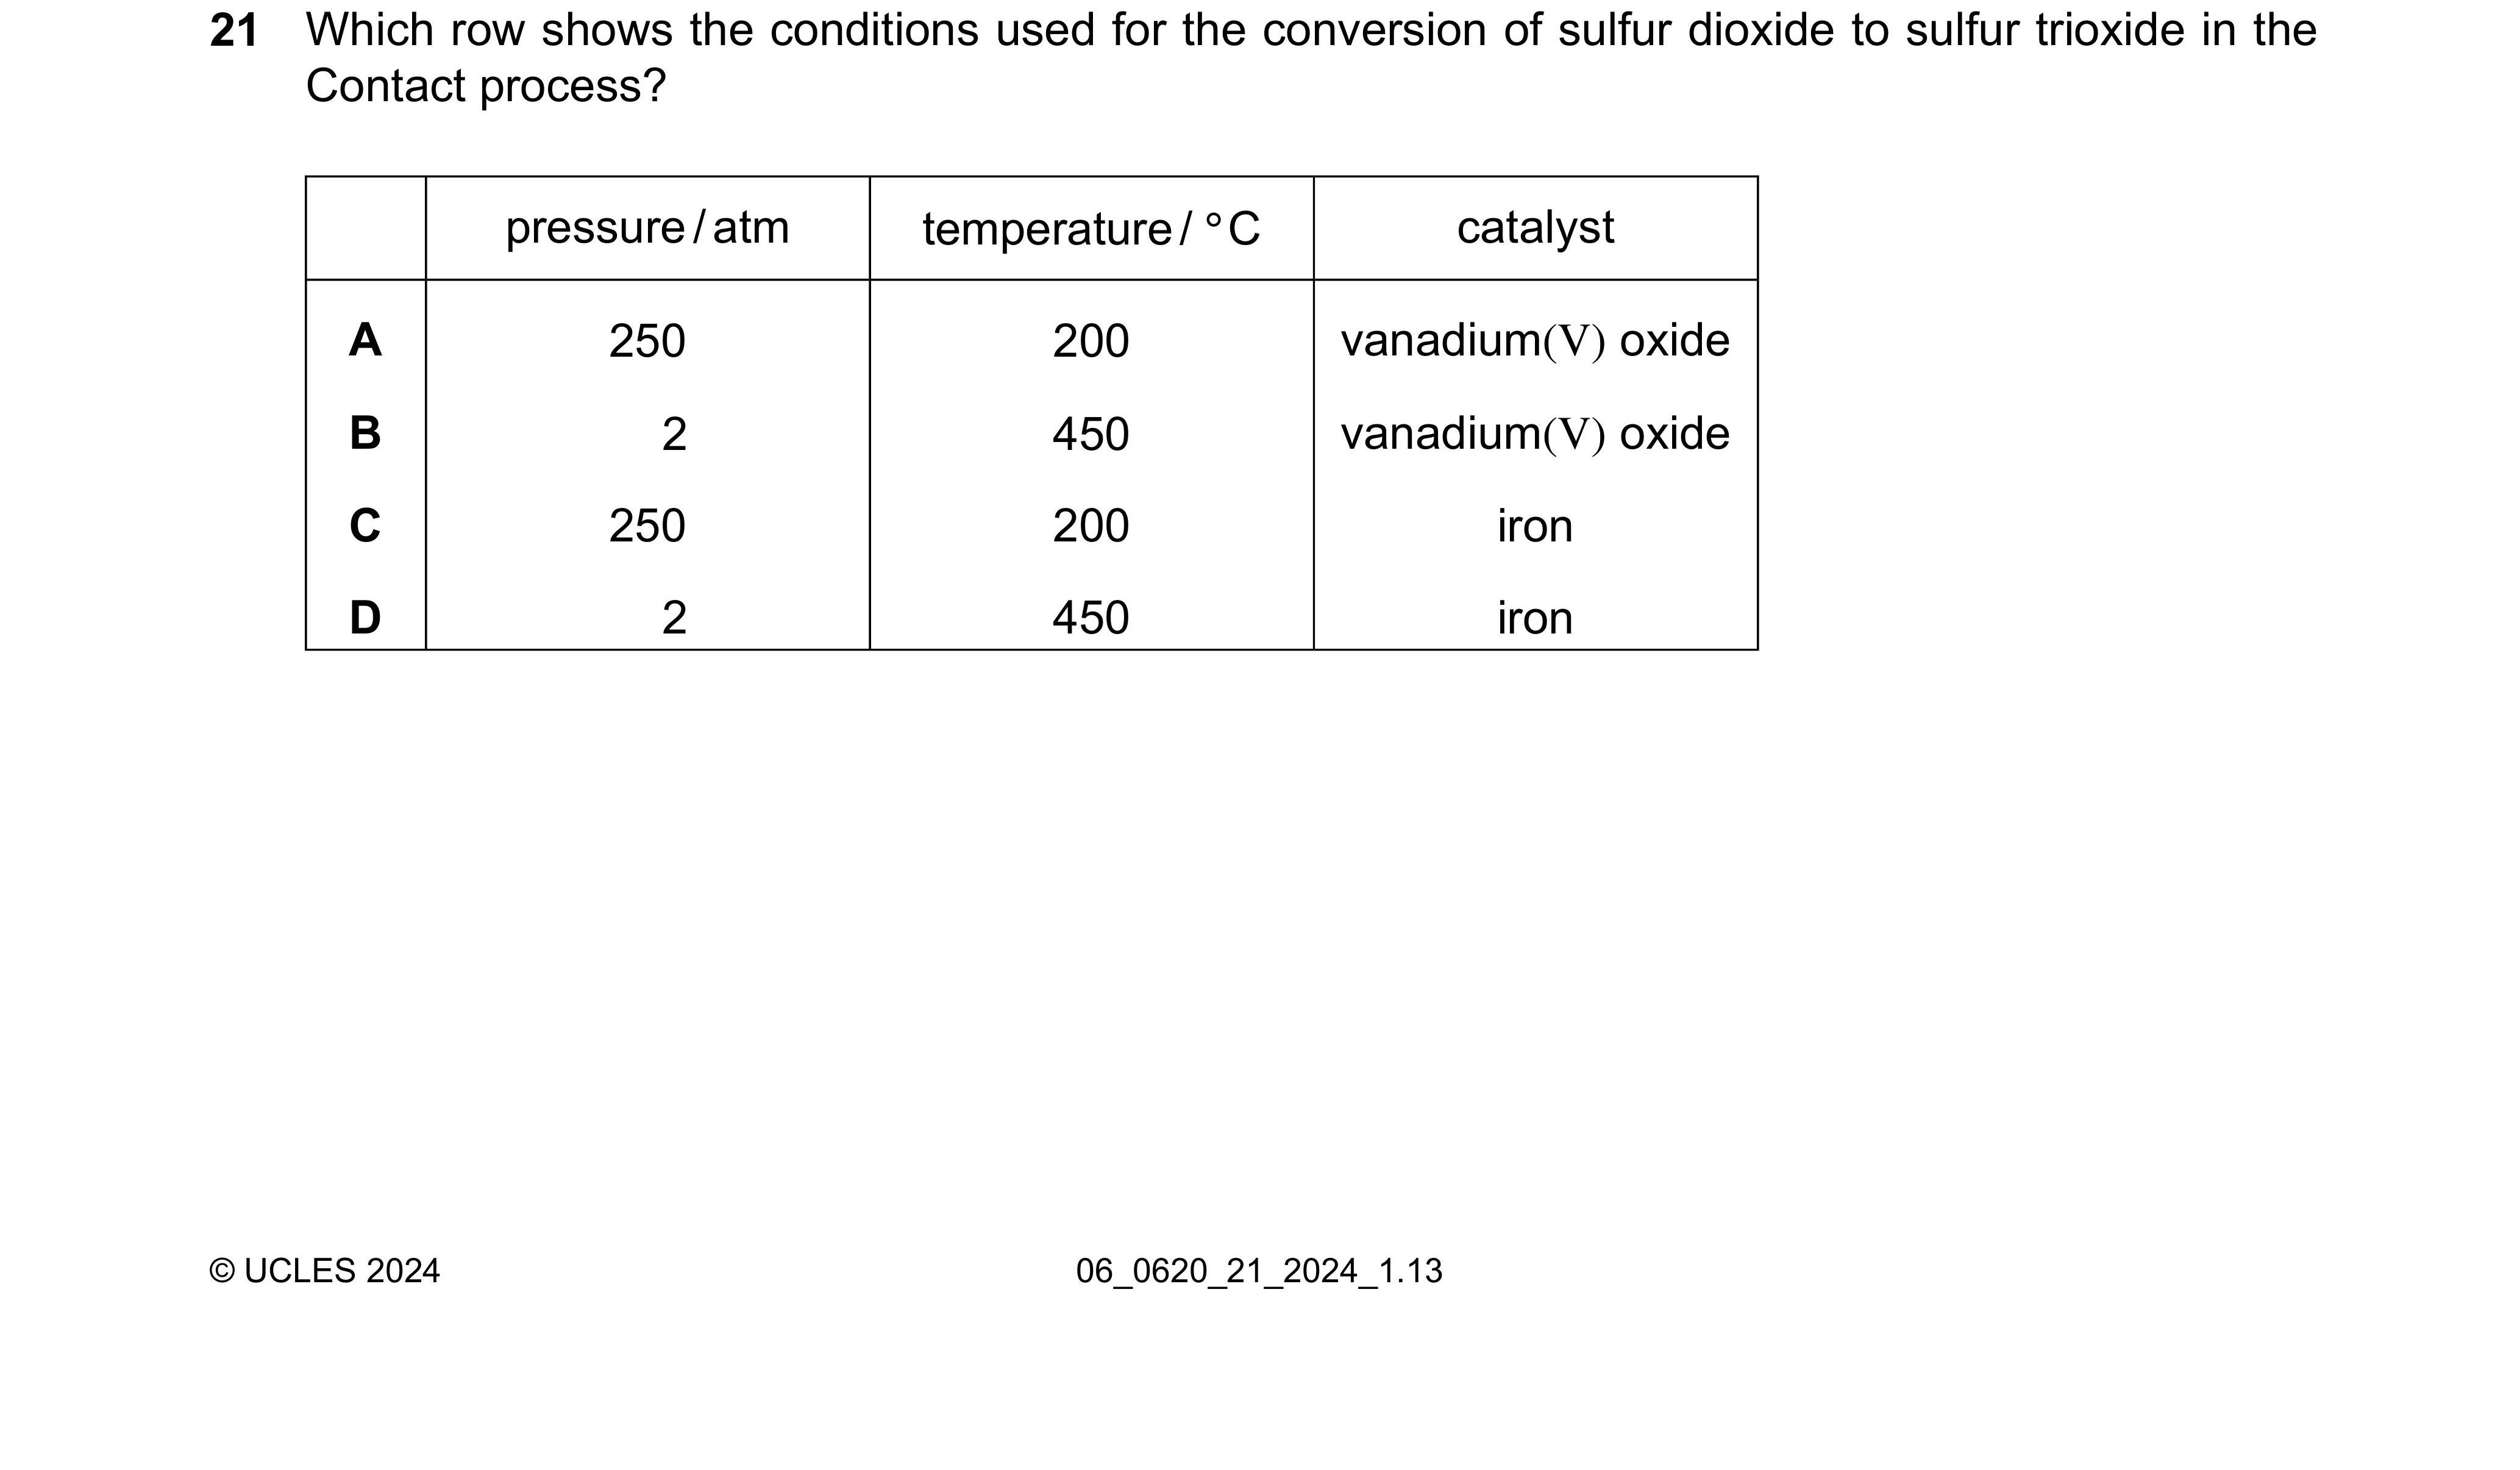 21 Which row shows the conditions used for the conversion of sulfur dioxide to sulfur trioxide in the
Contact process?
pressure / atm temperature / °C catalyst
A 250 200 vanadium(V) oxide
B 2 450 vanadium(V) oxide
C 250 200 iron
D 2 450 iron
© UCLES 2024 06_0620_21_2024_1.13